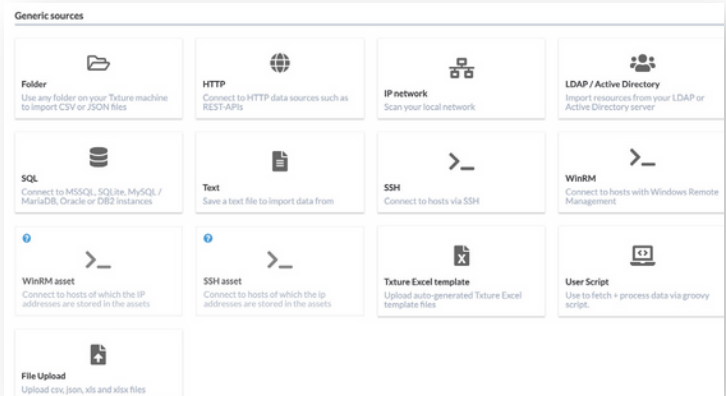 Generic sources
Folder
Use any folder on your Txture machine
to import CSV or JSON files
HTTP
Connect to HTTP data sources such as
REST-APIs
IP network
Scan your local network
LDAP / Active Directory
Import resources from your LDAP or
Active Directory server
SQL
Connect to MSSQL, SQLite, MySQL /
MariaDB, Oracle or DB2 instances
Text
Save a text file to import data from
SSH
Connect to hosts via SSH
WinRM
Connect to hosts with Windows Remote
Management
WinRM asset
Connect to hosts of which the IP
addresses are stored in the assets
SSH asset
Connect to hosts of which the ip
addresses are stored in the assets
Txture Excel template
Upload auto-generated Txture Excel
template files
User Script
Use to fetch + process data via groovy
script.
File Upload
Upload csv, json, xls and xlsx files